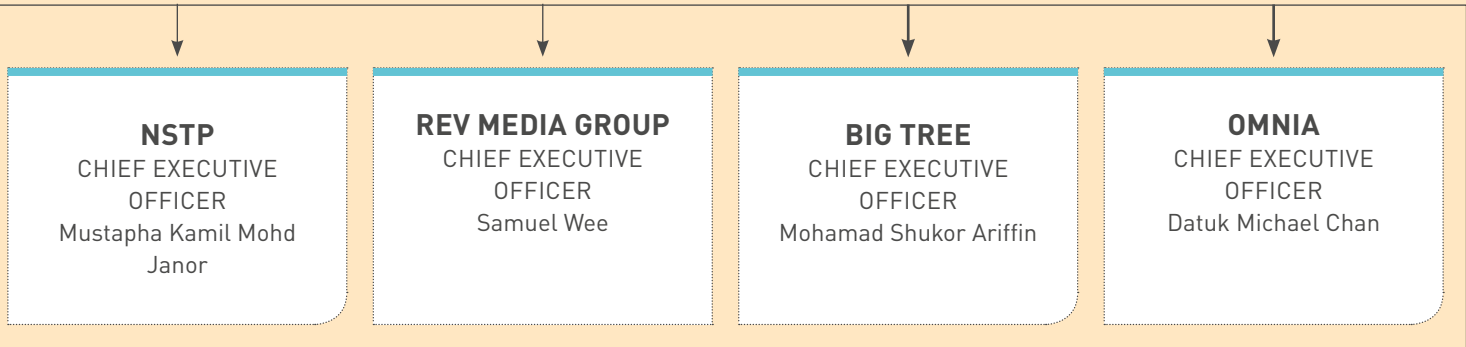 NSTP
CHIEF EXECUTIVE
OFFICER
Mustapha Kamil Mohd
Janor
REV MEDIA GROUP
CHIEF EXECUTIVE
OFFICER
Samuel Wee
BIG TREE
CHIEF EXECUTIVE
OFFICER
Mohamad Shukor Ariffin
OMNIA
CHIEF EXECUTIVE
OFFICER
Datuk Michael Chan